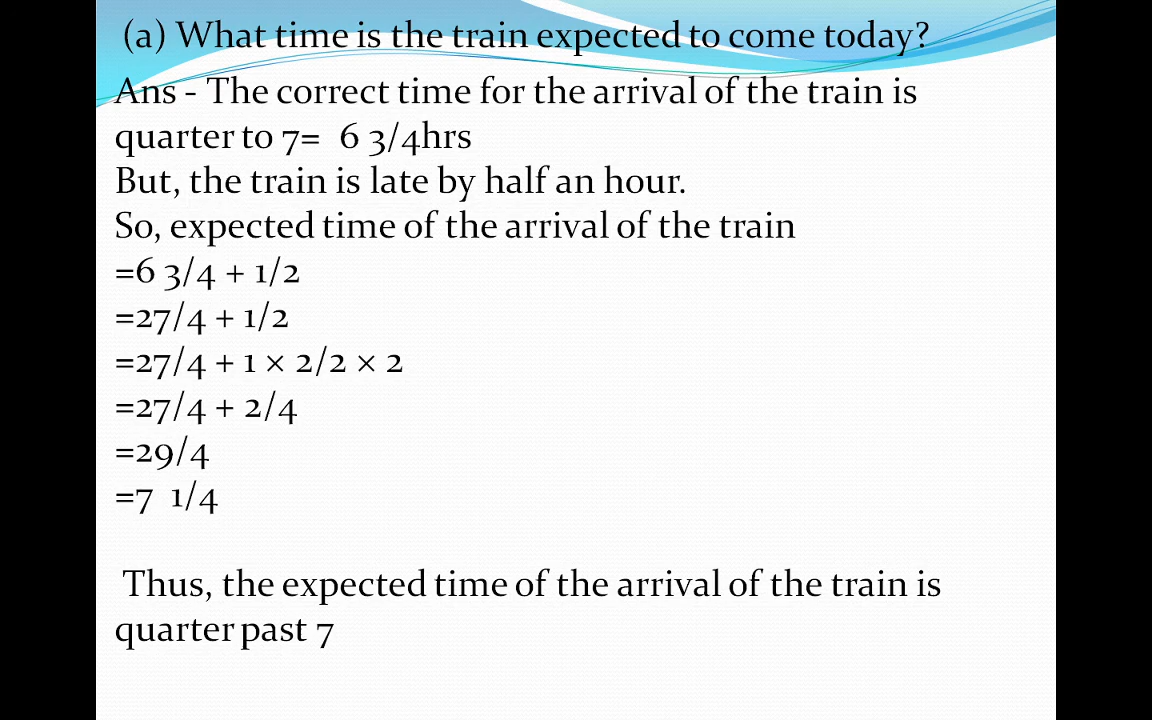 (a) What time is the train expected to come today?
Ans - The correct time for the arrival of the train is
quarter to 7= 6 3/4hrs
But, the train is late by half an hour.
So, expected time of the arrival of the train
=6 3/4 + 1/2
=27/4 + 1/2
=27/4 + 1 × 2/2 × 2
=27/4 + 2/4
=29/4
=7 1/4
Thus, the expected time of the arrival of the train is
quarter past 7